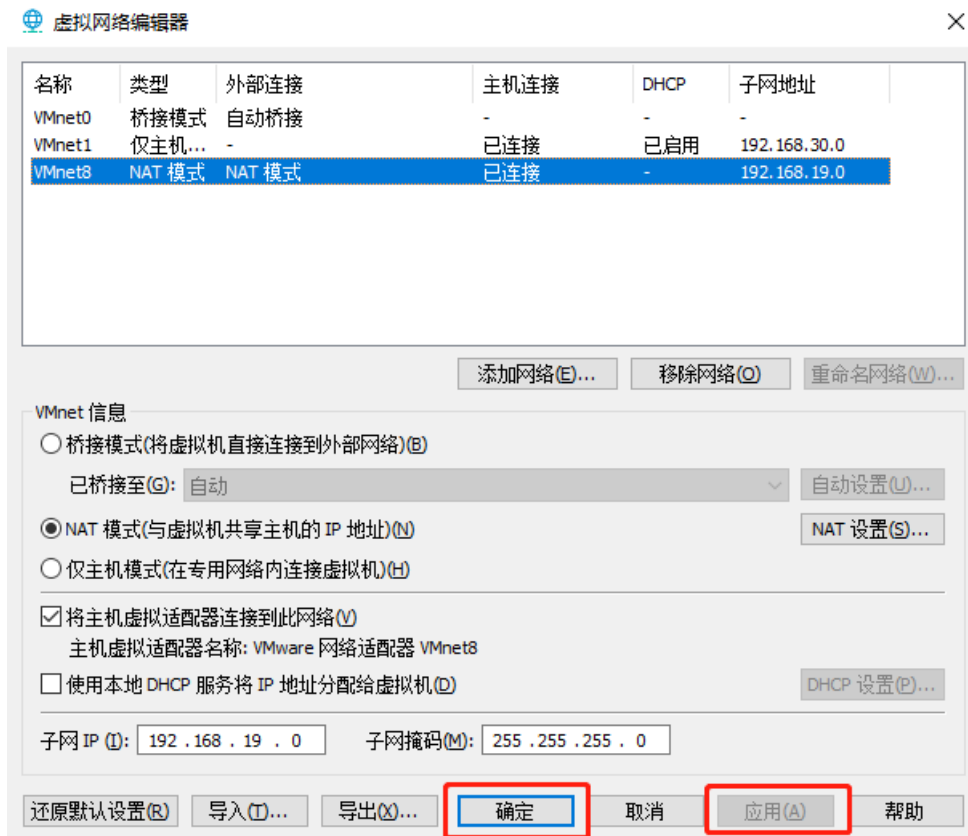 虚拟网络编辑器
名称 类型 外部连接 主机连接 DHCP 子网地址
VMnet0 桥接模式 自动桥接 - - -
VMnet1 仅主机... - 已连接 已启用 192.168.30.0
VMnet8 NAT 模式 NAT 模式 已连接 - 192.168.19.0
添加网络(E)... 移除网络(O) 重命名网络(W)...
VMnet 信息
桥接模式(将虚拟机直接连接到外部网络)(B)
已桥接至(G): 自动 自动设置(U)...
NAT 模式(与虚拟机共享主机的 IP 地址)(N) NAT 设置(S)...
仅主机模式(在专用网络内连接虚拟机)(H)
将主机虚拟适配器连接到此网络(V)
主机虚拟适配器名称: VMware 网络适配器 VMnet8
使用本地 DHCP 服务将 IP 地址分配给虚拟机(D) DHCP 设置(P)...
子网 IP (I): 192 . 168 . 19 . 0 子网掩码(M): 255 . 255 . 255 . 0
还原默认设置(R) 导入(T)... 导出(X)... 确定 取消 应用(A) 帮助